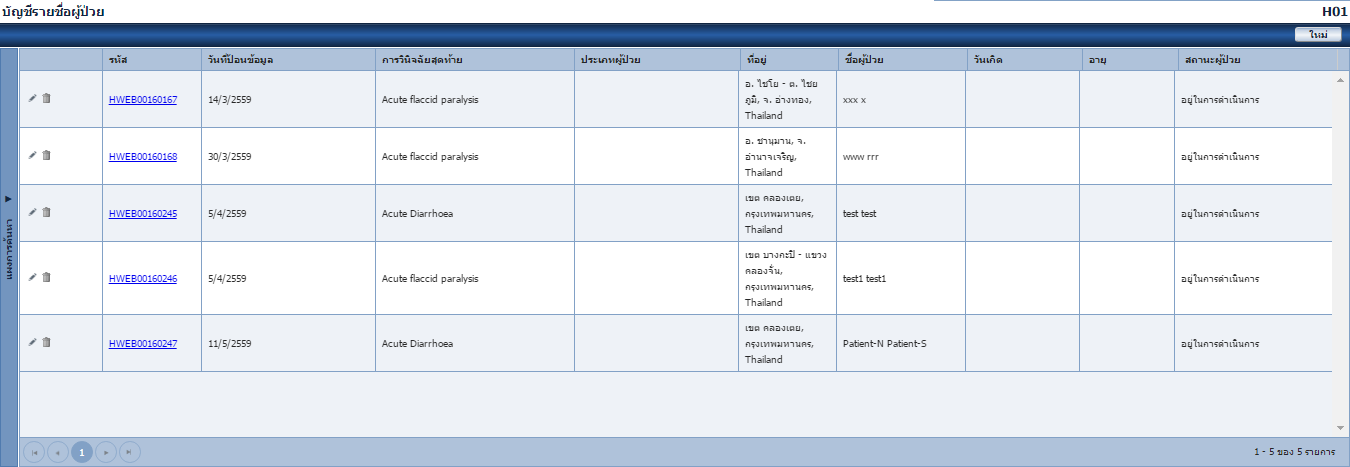 บัญชีรายชื่อผู้ป่วย
H01
ใหม่
รหัส
วันที่ป้อนข้อมูล
การวินิจฉัยสุดท้าย
ประเภทผู้ป่วย
ที่อยู่
ชื่อผู้ป่วย
วันเกิด
อายุ
สถานะผู้ป่วย
HWEB00160167
14/3/2559
Acute flaccid paralysis
อ. ไชโย - ต. ไชย
ภูมิ, จ. อ่างทอง,
Thailand
xxx x
อยู่ในการดำเนินการ
HWEB00160168
30/3/2559
Acute flaccid paralysis
อ. ชานุมาน, จ.
อำนาจเจริญ,
Thailand
www rrr
อยู่ในการดำเนินการ
HWEB00160245
5/4/2559
Acute Diarrhoea
เขต คลองเตย,
กรุงเทพมหานคร,
Thailand
test test
อยู่ในการดำเนินการ
HWEB00160246
5/4/2559
Acute flaccid paralysis
เขต บางกะปิ - แขวง
คลองจั่น,
กรุงเทพมหานคร,
Thailand
test1 test1
อยู่ในการดำเนินการ
HWEB00160247
11/5/2559
Acute Diarrhoea
เขต คลองเตย,
กรุงเทพมหานคร,
Thailand
Patient-N Patient-S
อยู่ในการดำเนินการ
1
1 - 5 ของ 5 รายการ